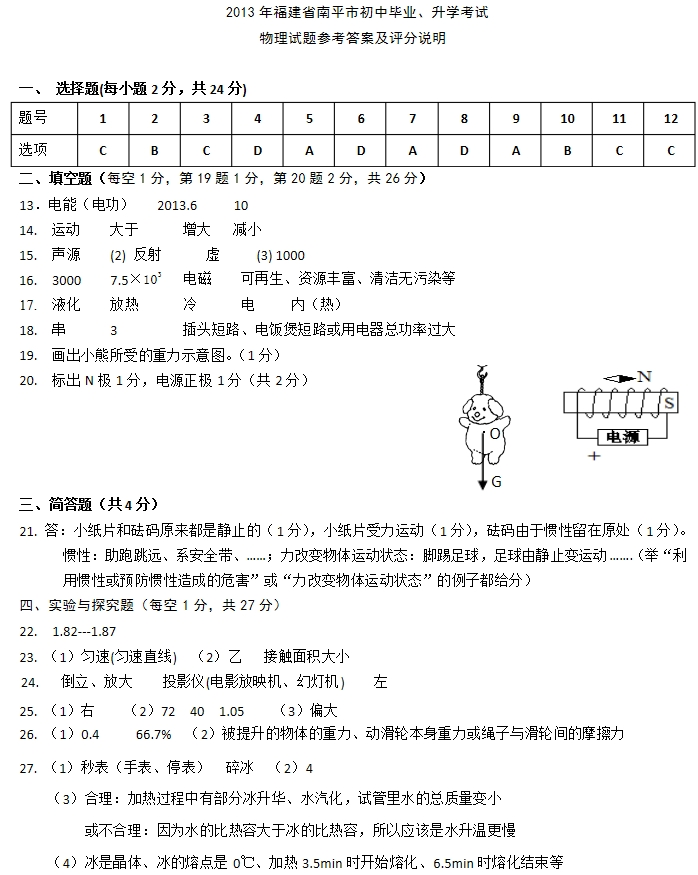 2013年福建省南平市初中毕业、升学考试
物理试题参考答案及评分说明
一、 选择题(每小题2分，共24分)
题号 1 2 3 4 5 6 7 8 9 10 11 12
选项 C B C D A D A D A B C C
二、填空题（每空1分，第19题1分，第20题2分，共26分）
13．电能（电功） 2013.6 10
14. 运动 大于 增大 减小
15. 声源 (2) 反射 虚 (3) 1000
16. 3000 7.5×10⁵ 电磁 可再生、资源丰富、清洁无污染等
17. 液化 放热 冷 电 内（热）
18. 串 3 插头短路、电饭煲短路或用电器总功率过大
19. 画出小熊所受的重力示意图。（1分）
20. 标出N极1分，电源正极1分（共2分）
O
G
N
S
电源
+
三、简答题（共4分）
21. 答：小纸片和砝码原来都是静止的（1分），小纸片受力运动（1分），砝码由于惯性留在原处（1分）。
惯性：助跑跳远、系安全带、……；力改变物体运动状态：脚踢足球，足球由静止变运动…….（举“利
用惯性或预防惯性造成的危害”或“力改变物体运动状态”的例子都给分）
四、实验与探究题（每空1分，共27分）
22. 1.82---1.87
23.（1）匀速(匀速直线) （2）乙 接触面积大小
24. 倒立、放大 投影仪(电影放映机、幻灯机) 左
25.（1）右 （2）72 40 1.05 （3）偏大
26.（1）0.4 66.7% （2）被提升的物体的重力、动滑轮本身重力或绳子与滑轮间的摩擦力
27.（1）秒表（手表、停表） 碎冰 （2）4
（3）合理：加热过程中有部分冰升华、水汽化，试管里水的总质量变小
或不合理：因为水的比热容大于冰的比热容，所以应该是水升温更慢
（4）冰是晶体、冰的熔点是0℃、加热3.5min时开始熔化、6.5min时熔化结束等